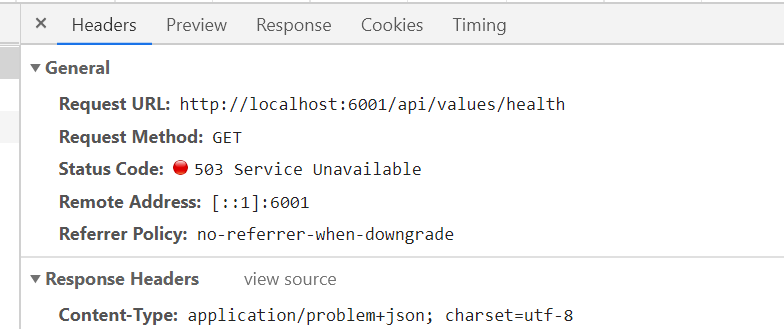 × Headers Preview Response Cookies Timing
▼ General
Request URL: http://localhost:6001/api/values/health
Request Method: GET
Status Code: 503 Service Unavailable
Remote Address: [::1]:6001
Referrer Policy: no-referrer-when-downgrade
▼ Response Headers view source
Content-Type: application/problem+json; charset=utf-8